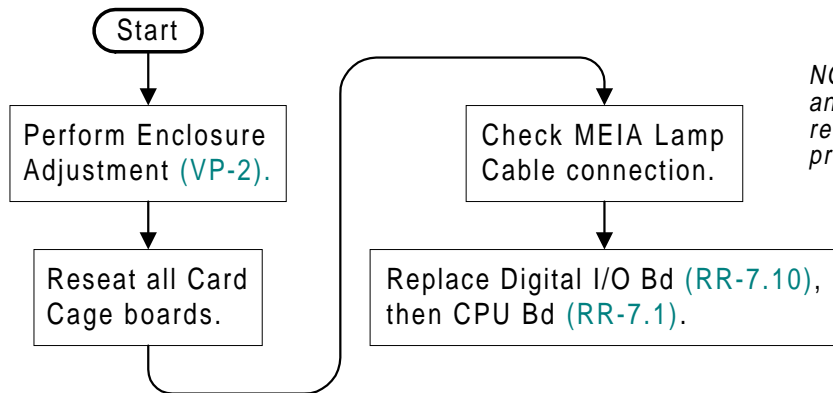 Start
Perform Enclosure
Adjustment (VP-2).
Reseat all Card
Cage boards.
Check MEIA Lamp
Cable connection.
Replace Digital I/O Bd (RR-7.10),
then CPU Bd (RR-7.1).